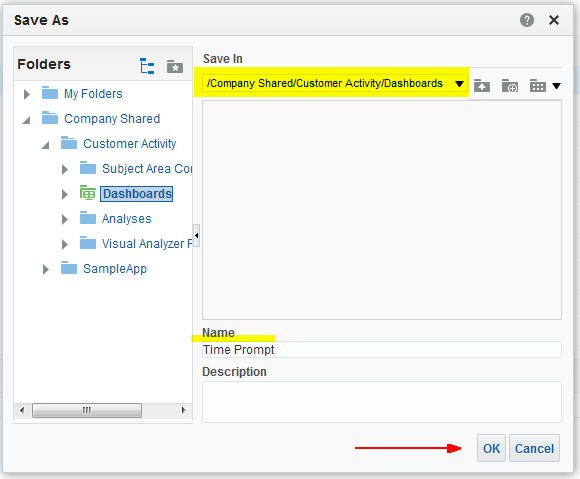 Save As
Folders
My Folders
Company Shared
Customer Activity
Subject Area Con
Dashboards
Analyses
Visual Analyzer P
SampleApp
Save In
/Company Shared/Customer Activity/Dashboards
Name
Time Prompt
Description
OK
Cancel